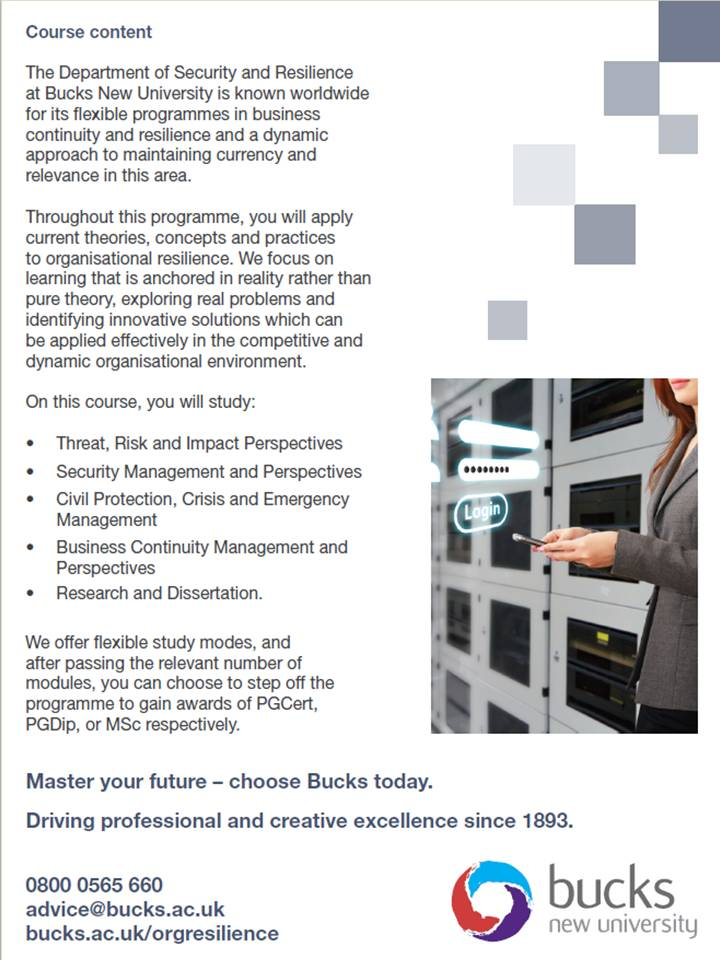 Course content
The Department of Security and Resilience
at Bucks New University is known worldwide
for its flexible programmes in business
continuity and resilience and a dynamic
approach to maintaining currency and
relevance in this area.
Throughout this programme, you will apply
current theories, concepts and practices
to organisational resilience. We focus on
learning that is anchored in reality rather than
pure theory, exploring real problems and
identifying innovative solutions which can
be applied effectively in the competitive and
dynamic organisational environment.
On this course, you will study:
• Threat, Risk and Impact Perspectives
• Security Management and Perspectives
• Civil Protection, Crisis and Emergency
Management
• Business Continuity Management and
Perspectives
• Research and Dissertation.
We offer flexible study modes, and
after passing the relevant number of
modules, you can choose to step off the
programme to gain awards of PGCert,
PGDip, or MSc respectively.
Login
Master your future – choose Bucks today.
Driving professional and creative excellence since 1893.
0800 0565 660
advice@bucks.ac.uk
bucks.ac.uk/orgresilience
bucks
new university